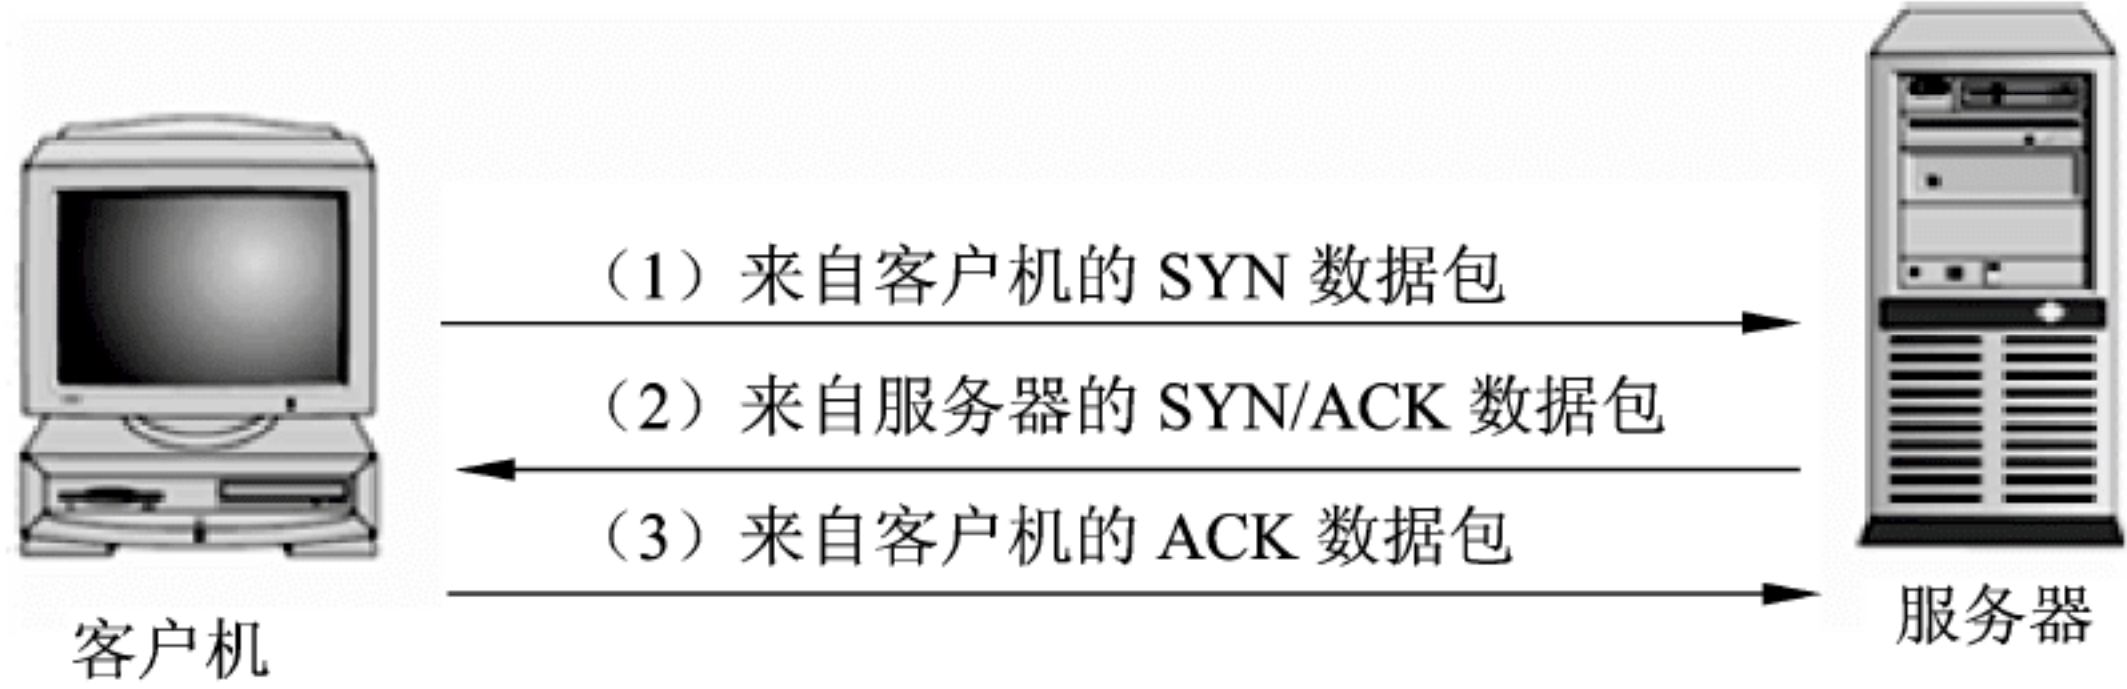 （1）来自客户机的 SYN 数据包
（2）来自服务器的 SYN/ACK 数据包
（3）来自客户机的 ACK 数据包
客户机
服务器